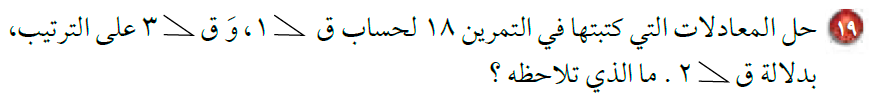 ١٩ حل المعادلات التي كتبتها في التمرين ١٨ لحساب ق ∠ ١، وَ ق ∠ ٣ على الترتيب،
بدلالة ق ∠ ٢ . ما الذي تلاحظه ؟